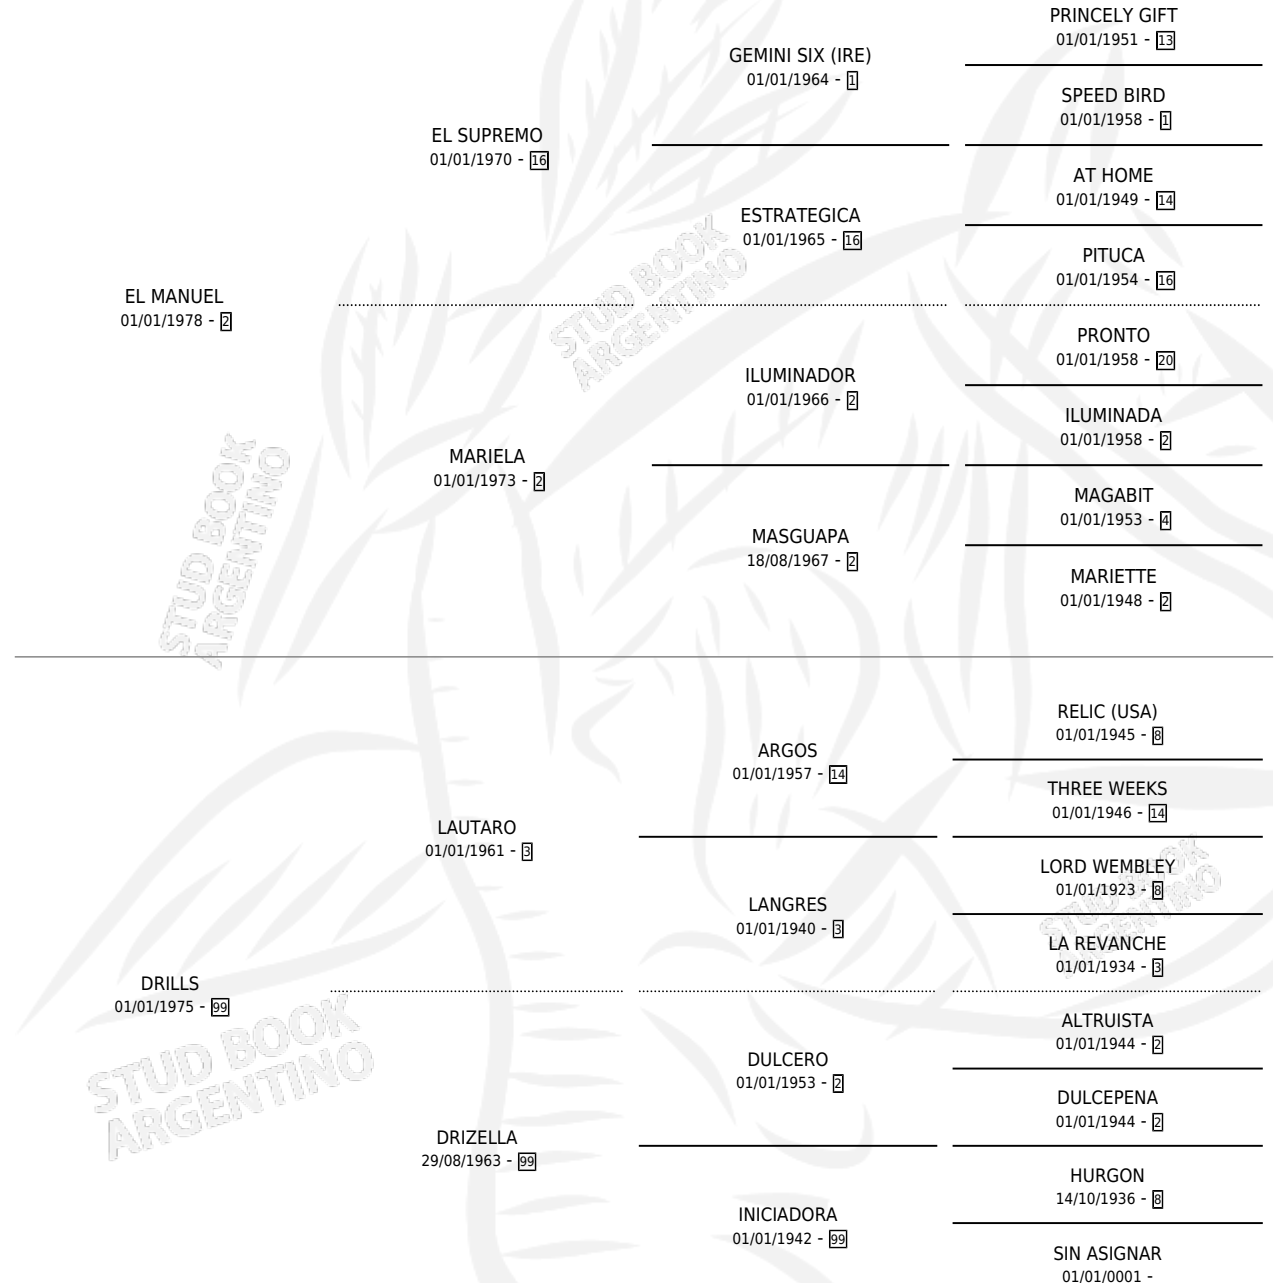 PRINCELY GIFT
01/01/1951 - 13
GEMINI SIX (IRE)
01/01/1964 - 1
SPEED BIRD
01/01/1958 - 1
EL SUPREMO
01/01/1970 - 16
AT HOME
01/01/1949 - 14
ESTRATEGICA
01/01/1965 - 16
PITUCA
01/01/1954 - 16
EL MANUEL
01/01/1978 - 2
PRONTO
01/01/1958 - 20
ILUMINADOR
01/01/1966 - 2
ILUMINADA
01/01/1958 - 2
MARIELA
01/01/1973 - 2
MAGABIT
01/01/1953 - 4
MASGUAPA
18/08/1967 - 2
MARIETTE
01/01/1948 - 2
STUD BOOK
ARGENTINO
STUD BOOK
ARGENTINO
RELIC (USA)
01/01/1945 - 8
ARGOS
01/01/1957 - 14
THREE WEEKS
01/01/1946 - 14
LAUTARO
01/01/1961 - 3
LORD WEMBLEY
01/01/1923 - 8
LANGRES
01/01/1940 - 3
LA REVANCHE
01/01/1934 - 3
STUD BOOK
ARGENTINO
DRILLS
01/01/1975 - 99
ALTRUISTA
01/01/1944 - 2
DULCERO
01/01/1953 - 2
DULCEPENA
01/01/1944 - 2
STUD BOOK
ARGENTINO
DRIZELLA
29/08/1963 - 99
HURGON
14/10/1936 - 8
INICIADORA
01/01/1942 - 99
SIN ASIGNAR
01/01/0001 -